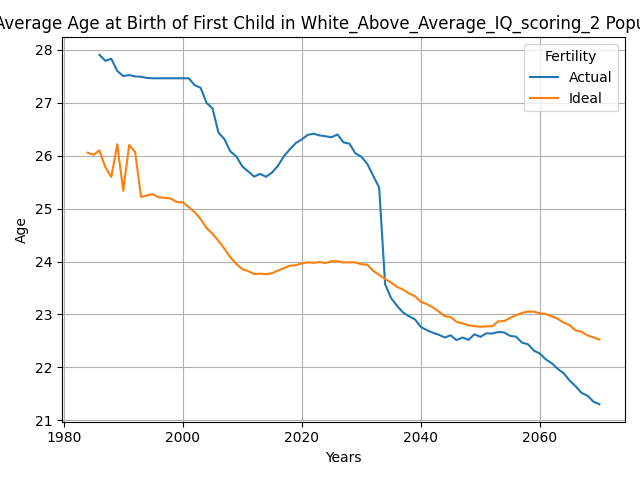 Average Age at Birth of First Child in White_Above_Average_IQ_scoring_2 Popu
28
27
26
25
24
23
22
21
Age
Fertility
Actual
Ideal
1980 2000 2020 2040 2060
Years